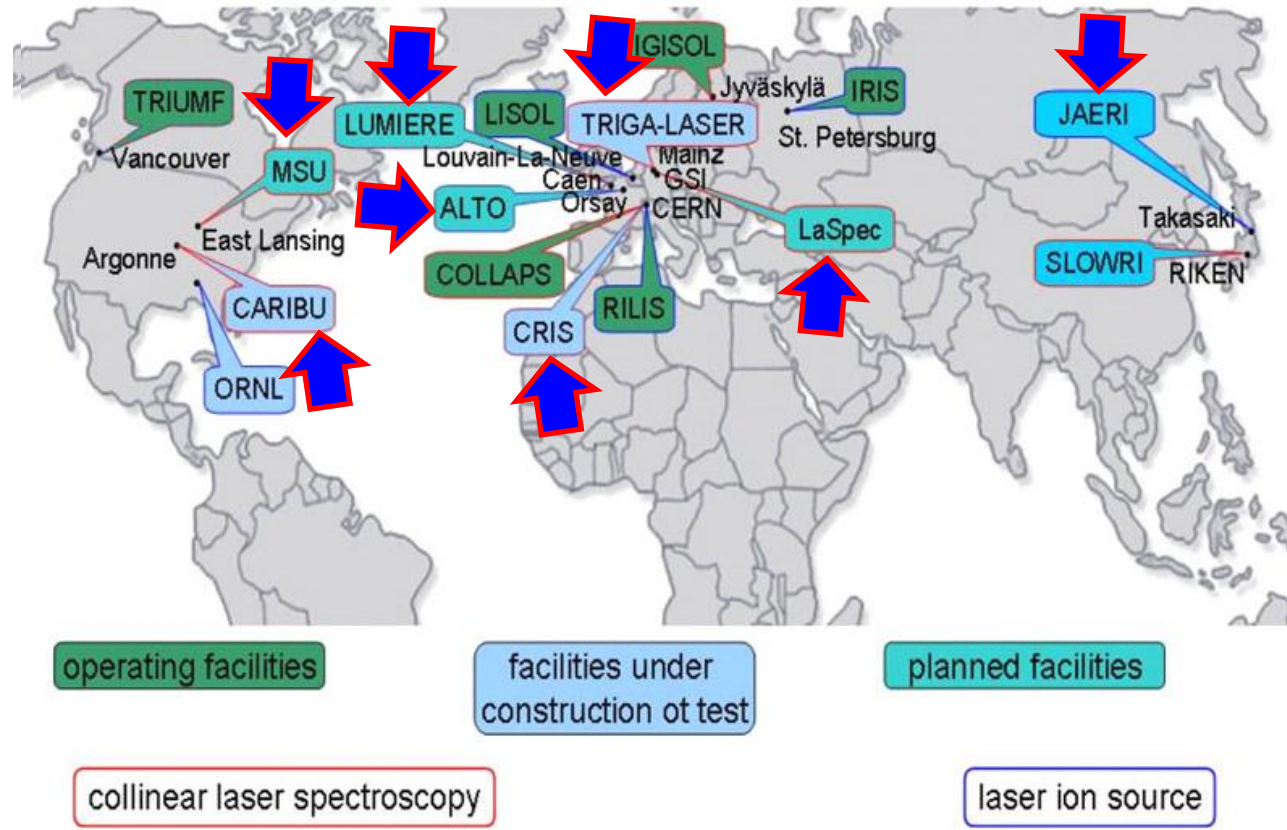 IGISOL
TRIUMF
LUMIERE
LISOL
Jyväskylä
IRIS
JAERI
TRIGA-LASER
St. Petersburg
Vancouver
Louvain-La-Neuve
Mainz
MSU
Caen
GSI
ALTO
Orsay
CERN
Takasaki
East Lansing
LaSpec
Argonne
COLLAPS
SLOWRI
RIKEN
CARIBU
RILIS
CRIS
ORNL
operating facilities
facilities under
construction ot test
planned facilities
collinear laser spectroscopy
laser ion source